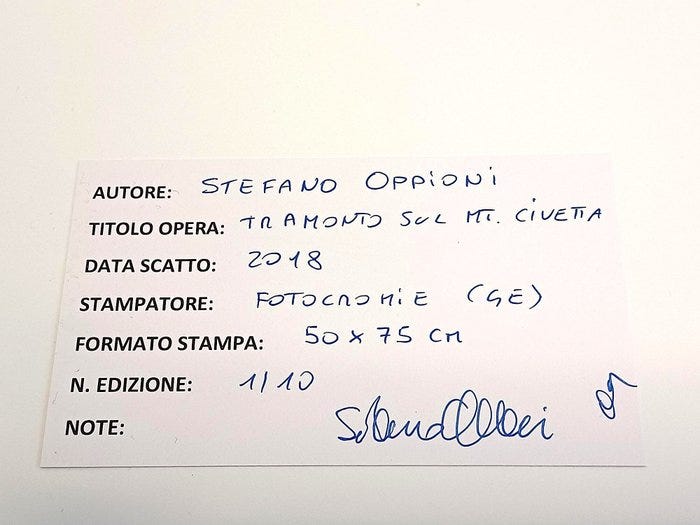 AUTORE: STEFANO OPPIONI
TITOLO OPERA: TRAMONTO SUL MT. CIVETTA
DATA SCATTO: 2018
STAMPATORE: FOTOCROMIE (GE)
FORMATO STAMPA: 50 x 75 CM
N. EDIZIONE: 1/10
NOTE: